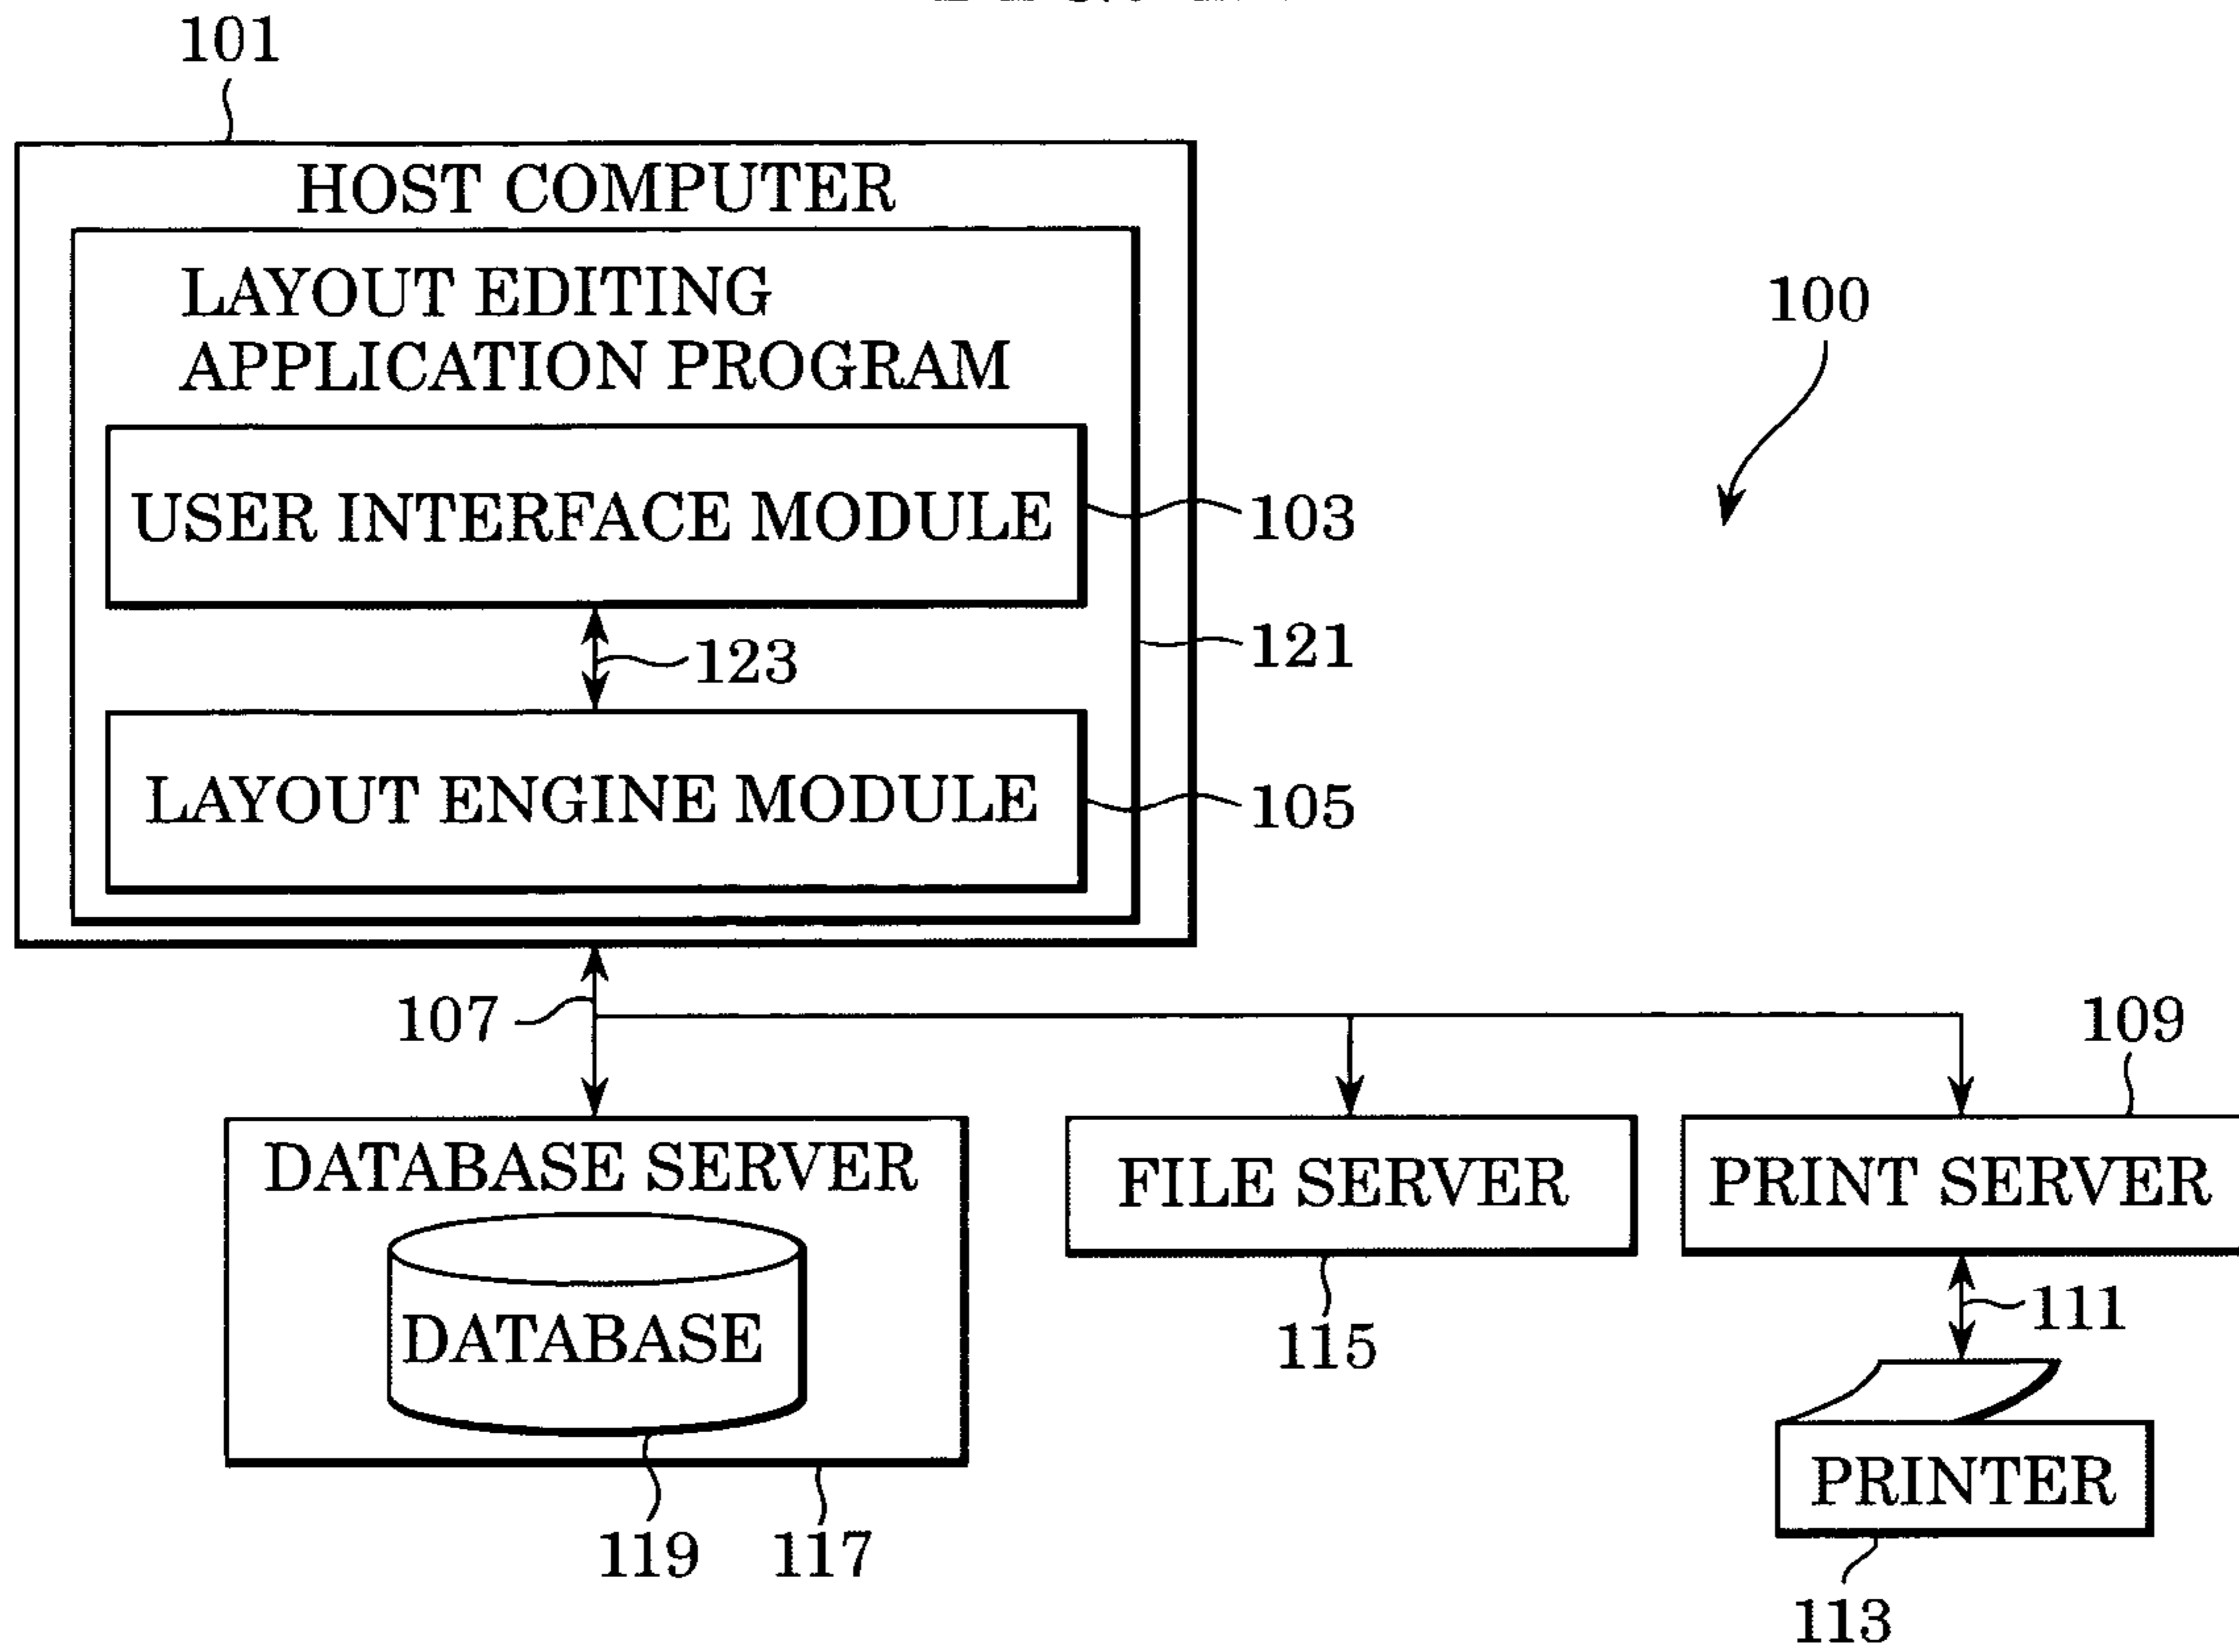 101
HOST COMPUTER
LAYOUT EDITING
APPLICATION PROGRAM
100
USER INTERFACE MODULE
103
123
121
LAYOUT ENGINE MODULE
105
107
109
DATABASE SERVER
FILE SERVER
PRINT SERVER
DATABASE
115
111
PRINTER
119
117
113